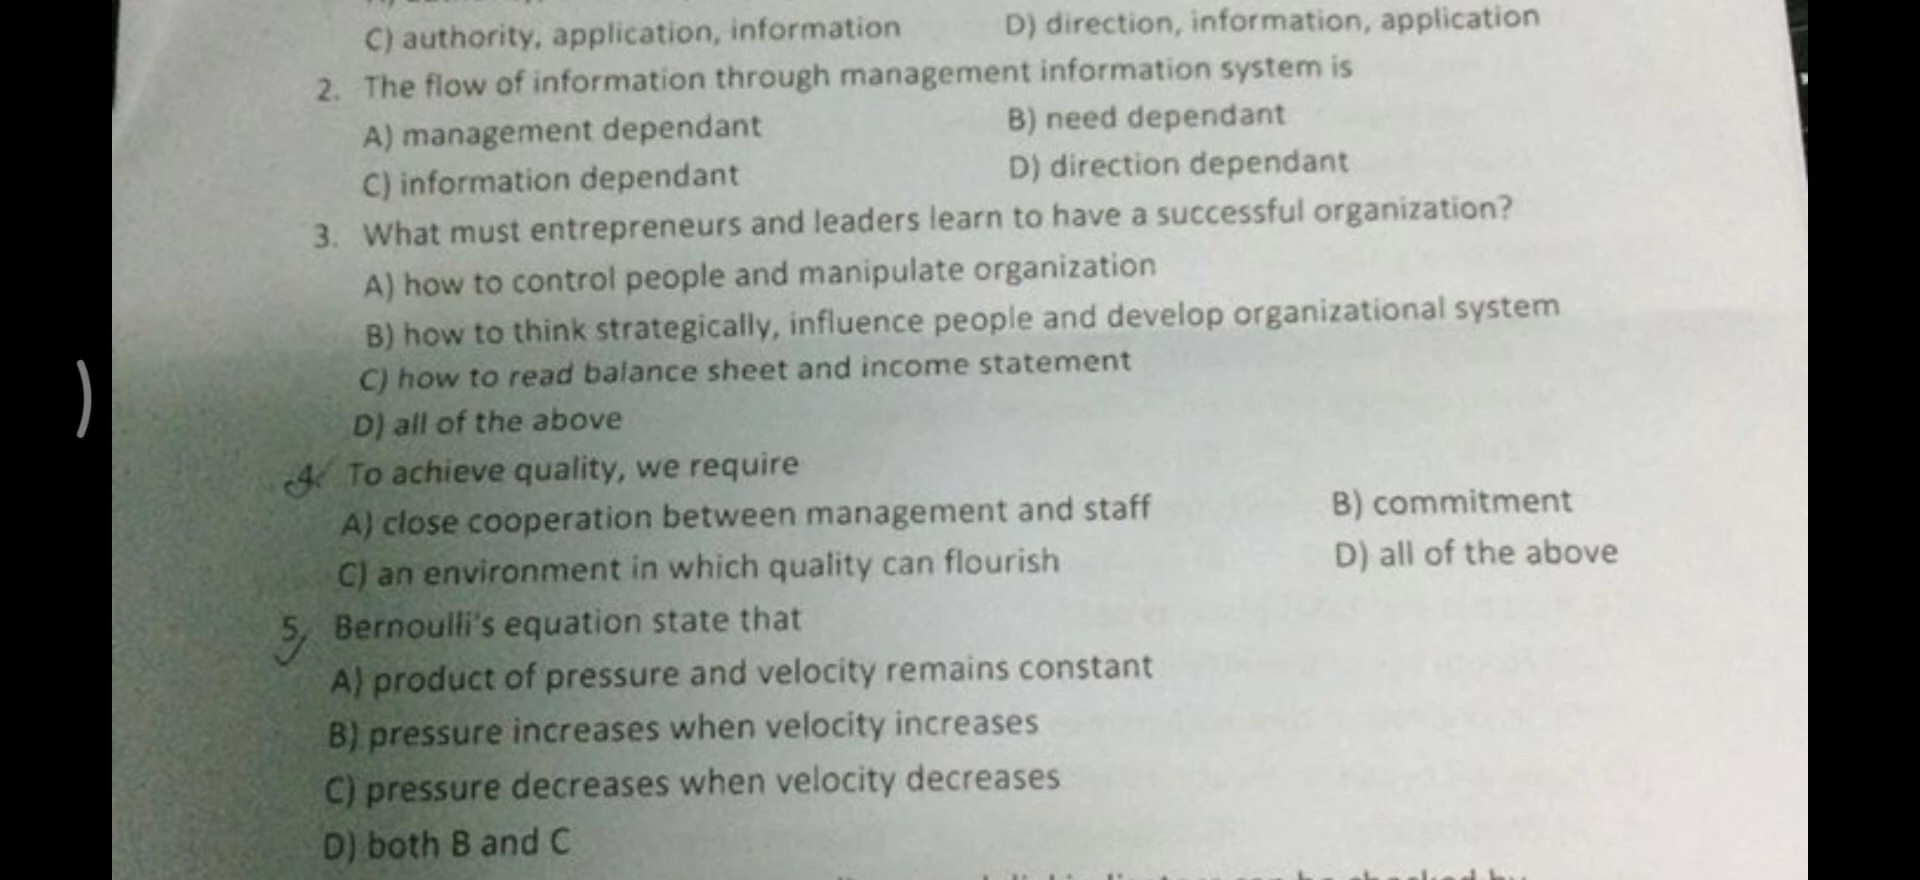 C) authority, application, information D) direction, information, application
2. The flow of information through management information system is
A) management dependant B) need dependant
C) information dependant D) direction dependant
3. What must entrepreneurs and leaders learn to have a successful organization?
A) how to control people and manipulate organization
B) how to think strategically, influence people and develop organizational system
C) how to read balance sheet and income statement
D) all of the above
4. To achieve quality, we require
A) close cooperation between management and staff B) commitment
C) an environment in which quality can flourish D) all of the above
5, Bernoulli's equation state that
A) product of pressure and velocity remains constant
B) pressure increases when velocity increases
C) pressure decreases when velocity decreases
D) both B and C